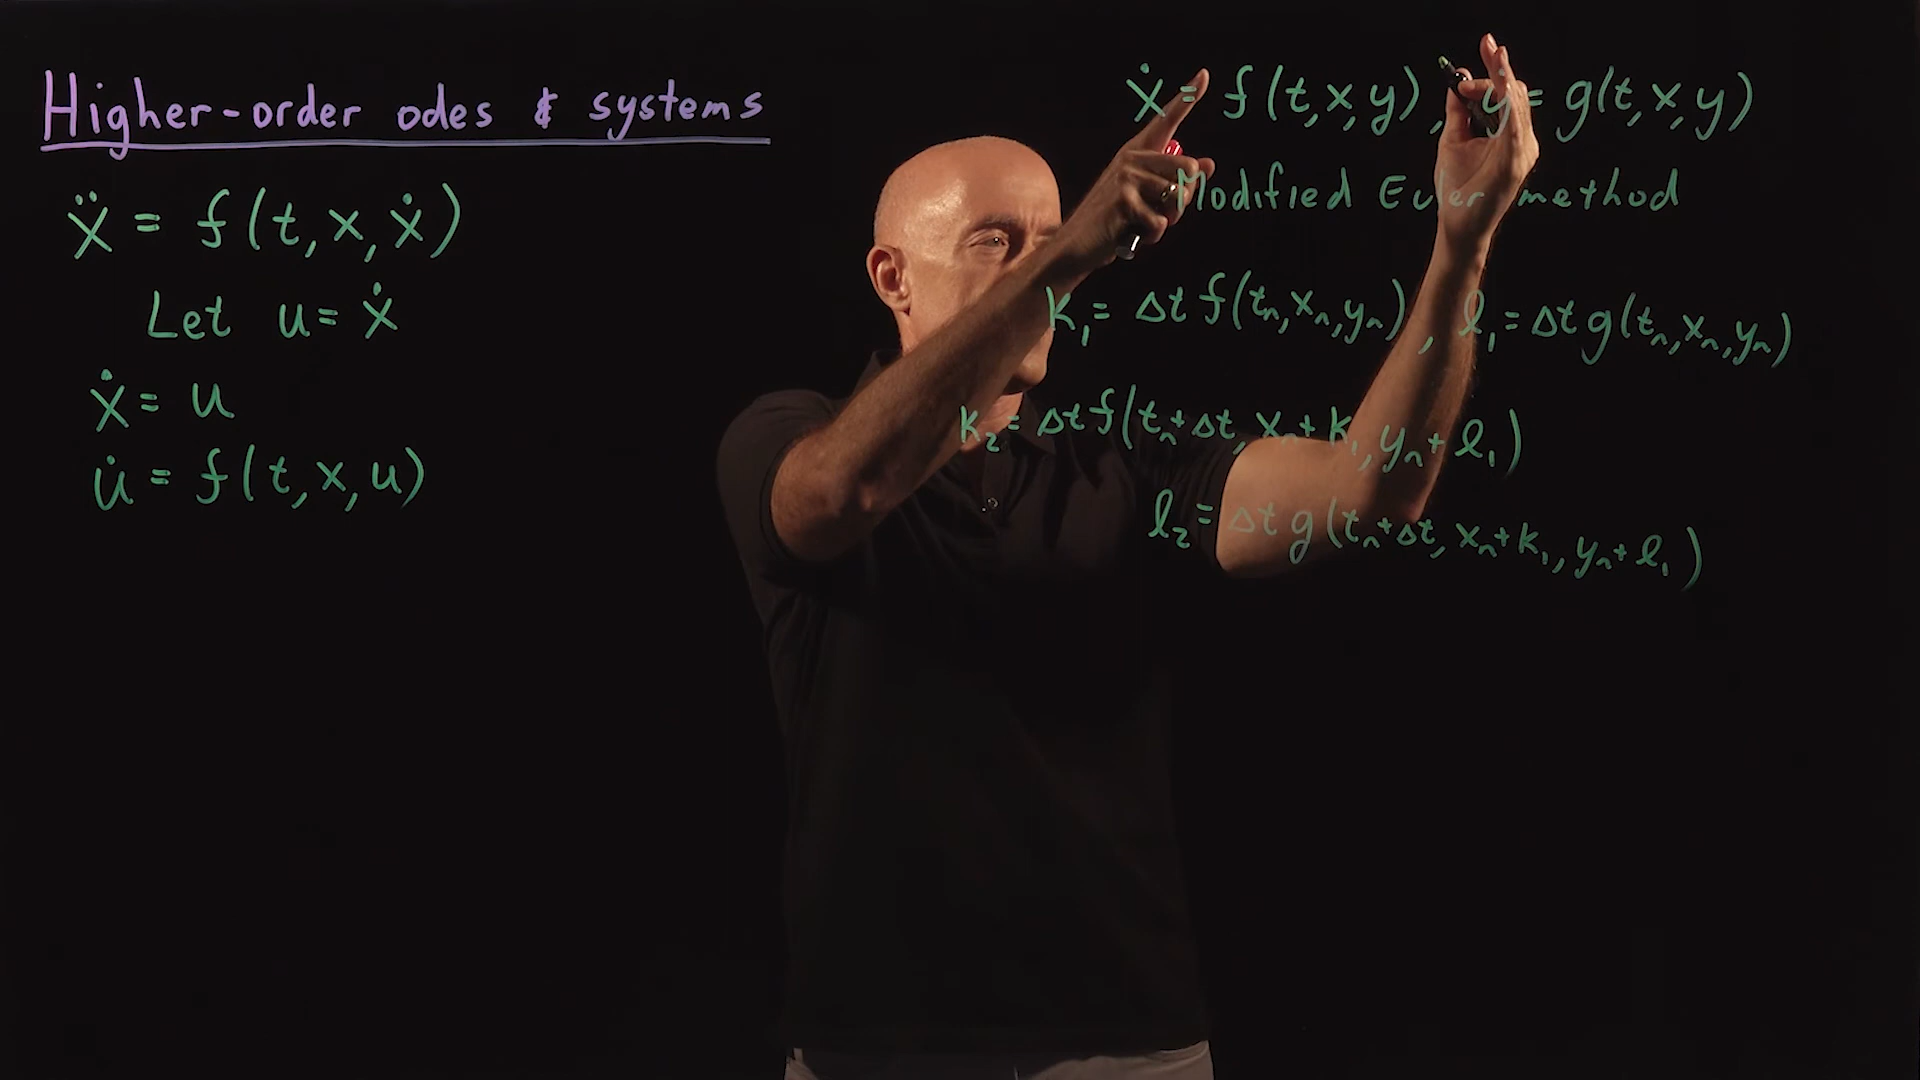 Higher-order odes & systems
ẍ = f(t, x, ẋ)
Let u = ẋ
ẋ = u
u̇ = f(t, x, u)
ẋ = f(t, x, y), ẏ = g(t, x, y)
Modified Euler method
k₁ = Δt f(tₙ, xₙ, yₙ), l₁ = Δt g(tₙ, xₙ, yₙ)
k₂ = Δt f(tₙ + Δt, xₙ + k₁, yₙ + l₁)
l₂ = Δt g(tₙ + Δt, xₙ + k₁, yₙ + l₁)